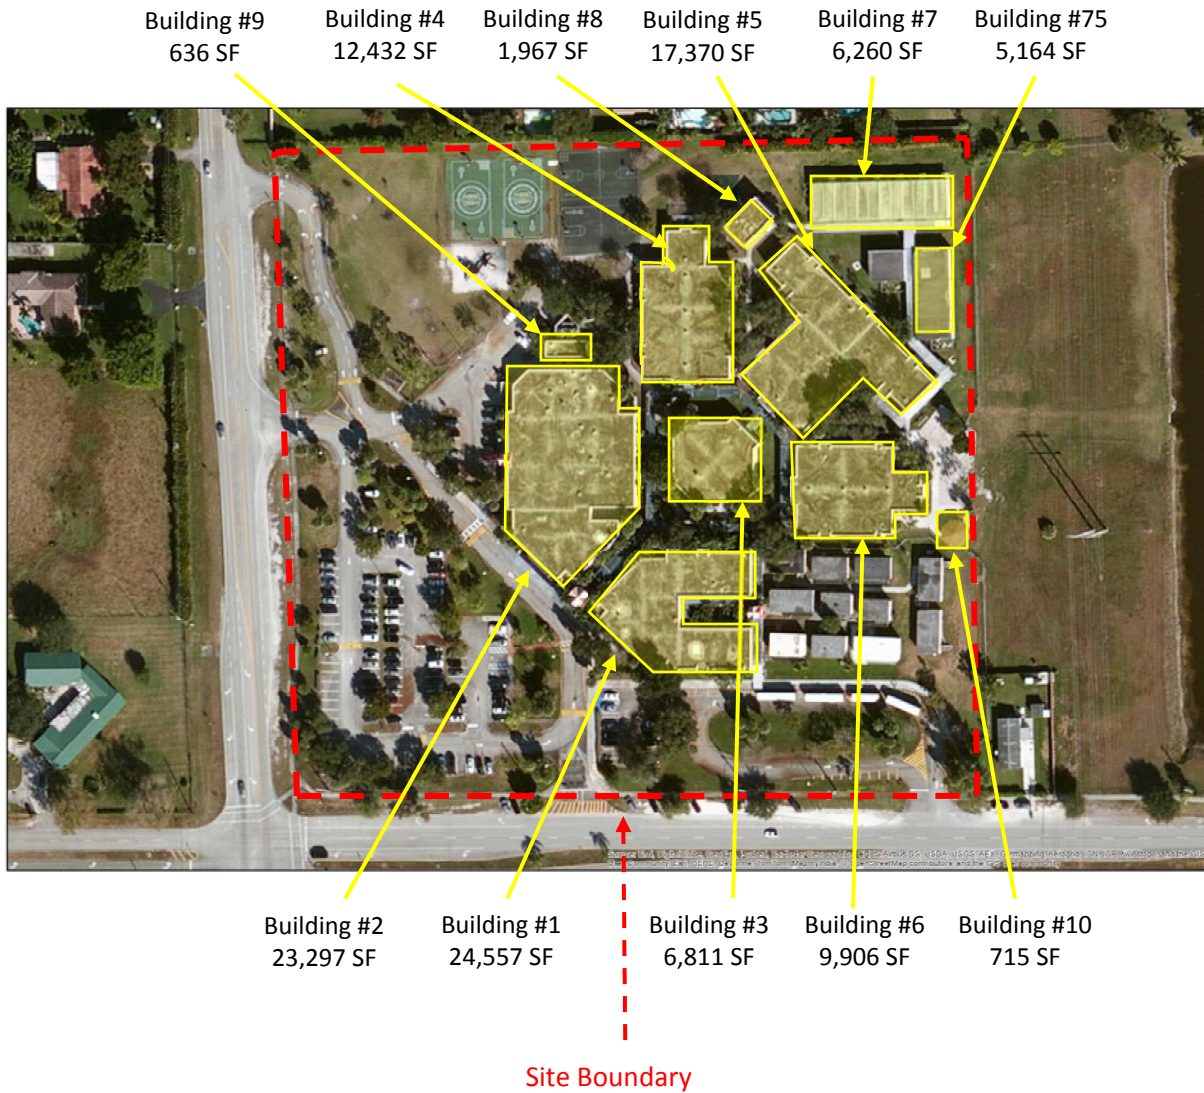 Building #9
636 SF
Building #4
12,432 SF
Building #8
1,967 SF
Building #5
17,370 SF
Building #7
6,260 SF
Building #75
5,164 SF
Building #2
23,297 SF
Building #1
24,557 SF
Building #3
6,811 SF
Building #6
9,906 SF
Building #10
715 SF
Site Boundary